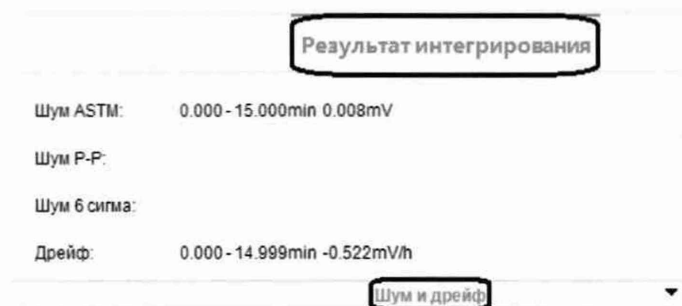 Результат интегрирования
Шум ASTM: 0.000 - 15.000min 0.008mV
Шум P-P:
Шум 6 сигма:
Дрейф: 0.000 - 14.999min -0.522mV/h
Шум и дрейф